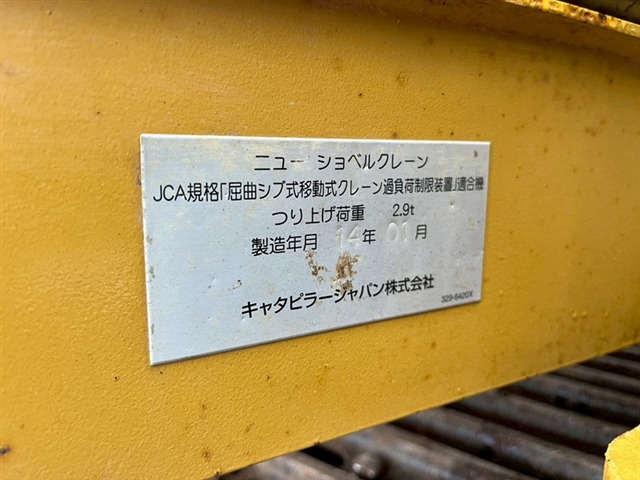 ニュー ショベルクレーン
JCA規格「屈曲ジブ式移動式クレーン過負荷制限装置」適合機
つり上げ荷重 2.9t
製造年月 14年 01月
キャタピラージャパン株式会社
329-8420X